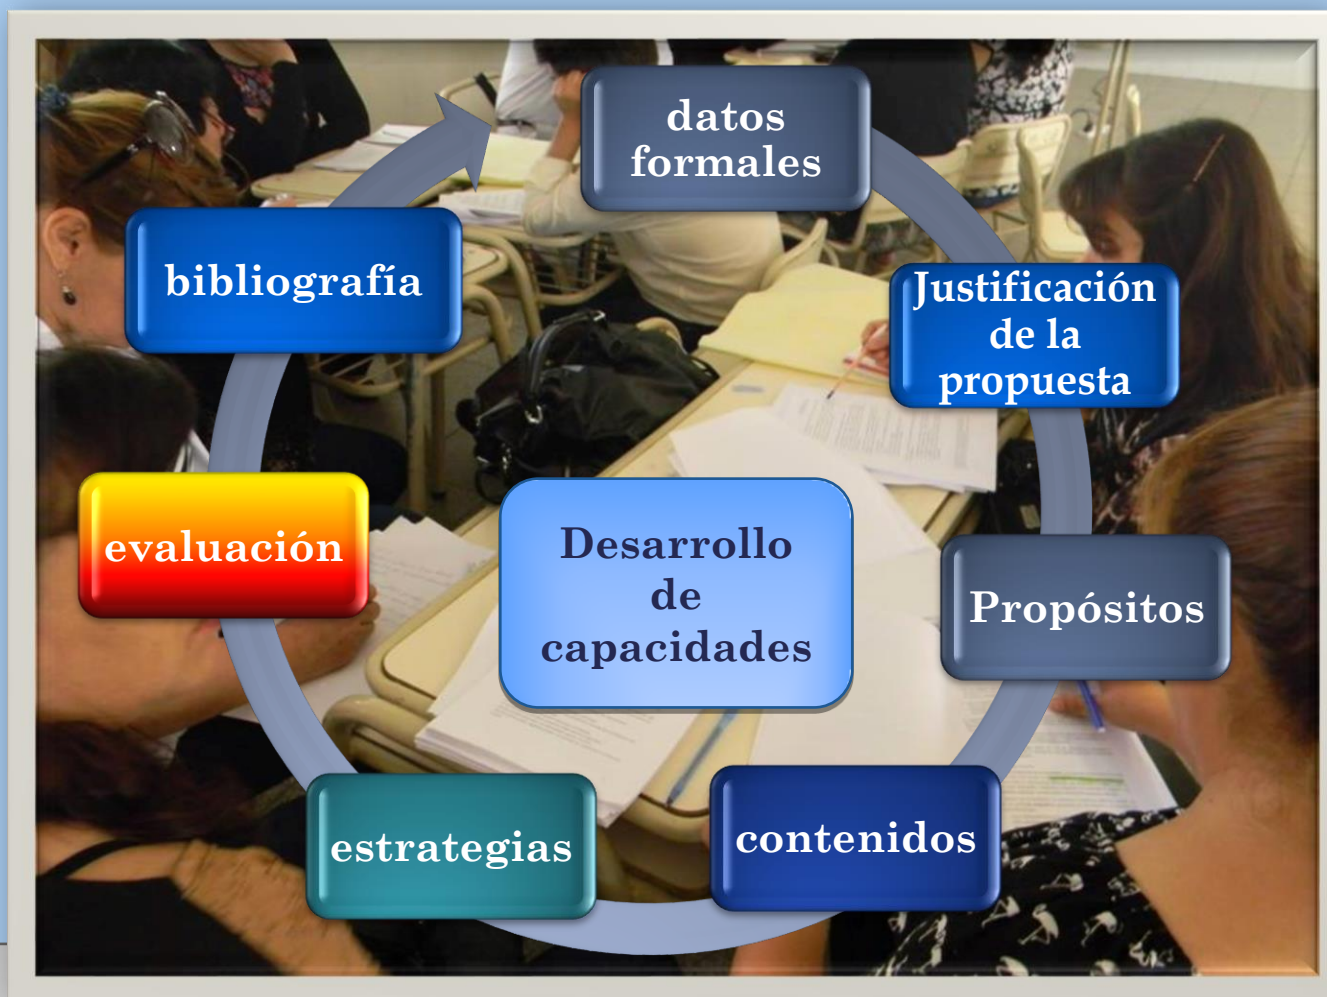 datos
formales
Justificación
de la
propuesta
Propósitos
contenidos
estrategias
evaluación
bibliografía
Desarrollo
de
capacidades